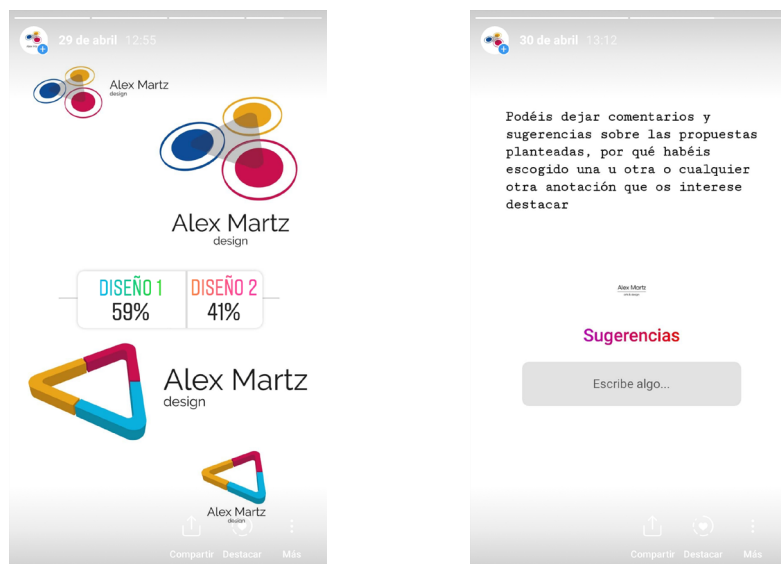 29 de abril 12:55
Alex Martz
design
Alex Martz
design
DISEÑO 1 DISEÑO 2
59% 41%
Alex Martz
design
Alex Martz
design
Compartir Destacar Más
30 de abril 13:12
Podéis dejar comentarios y
sugerencias sobre las propuestas
planteadas, por qué habéis
escogido una u otra o cualquier
otra anotación que os interese
destacar
Alex Martz
Sugerencias
Escribe algo...
Compartir Destacar Más